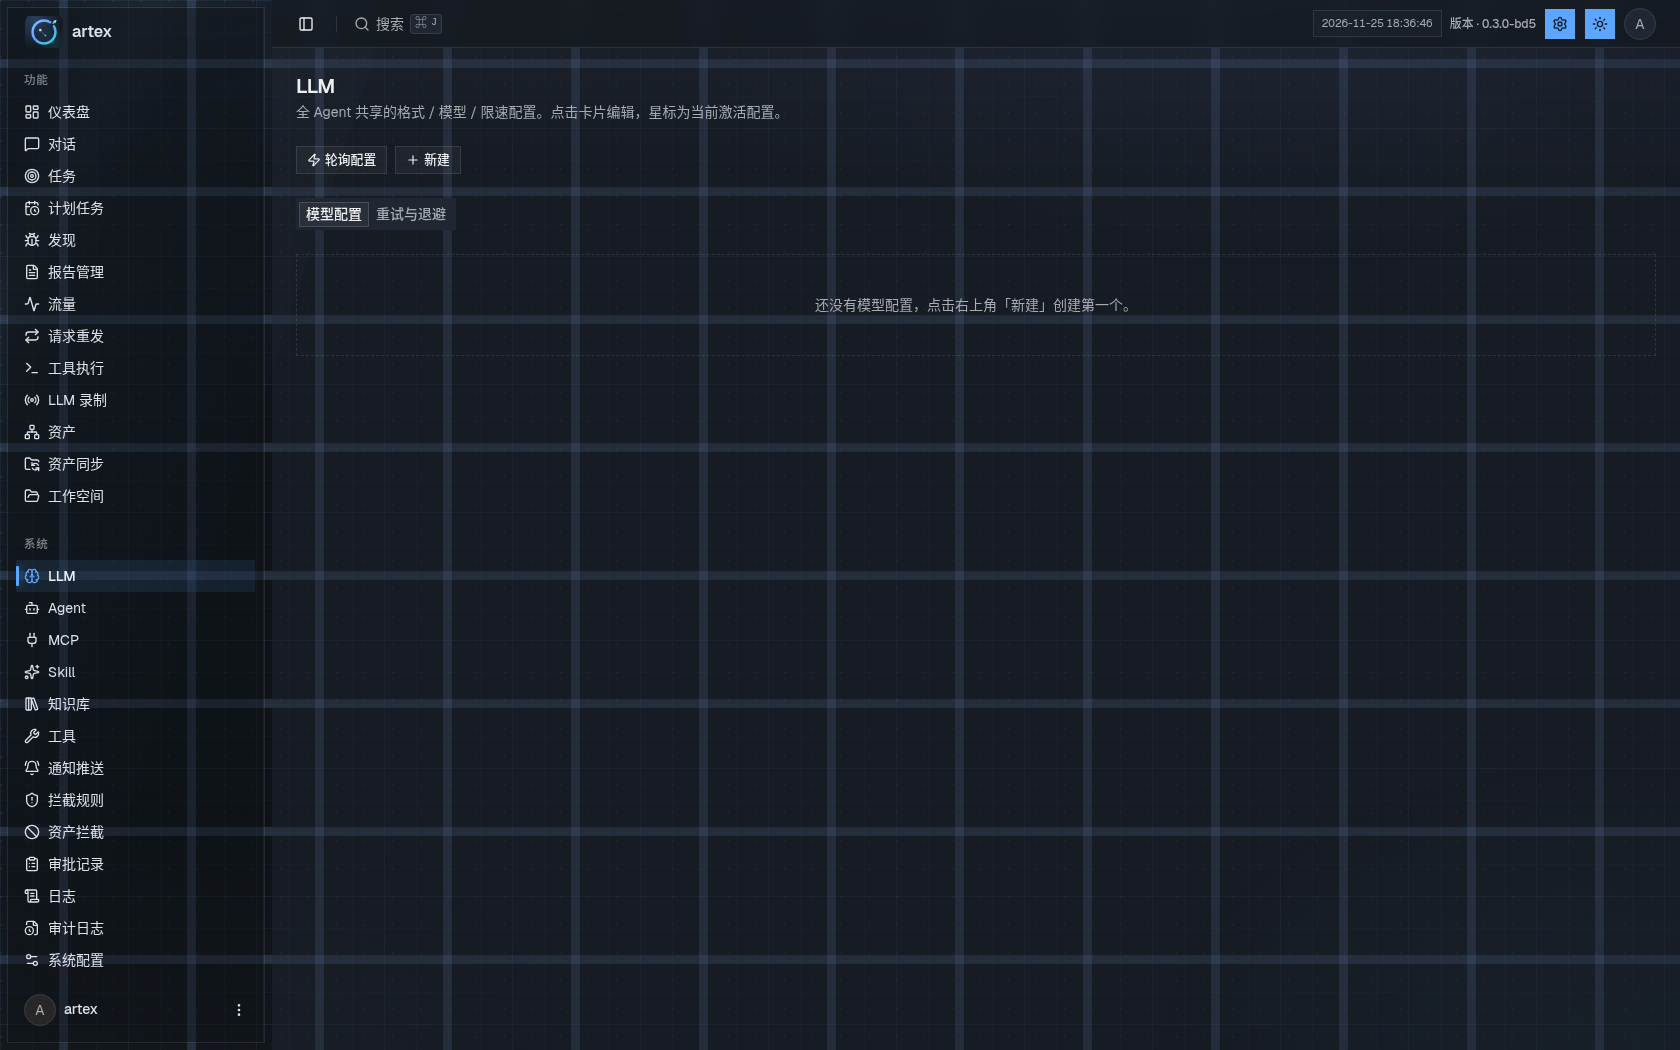 artex
搜索 ⌘ J
2026-11-25 18:36:46
版本 · 0.3.0-bd5
A
功能
仪表盘
对话
任务
计划任务
发现
报告管理
流量
请求重发
工具执行
LLM 录制
资产
资产同步
工作空间
系统
LLM
Agent
MCP
Skill
知识库
工具
通知推送
拦截规则
资产拦截
审批记录
日志
审计日志
系统配置
A artex
LLM
全 Agent 共享的格式 / 模型 / 限速配置。点击卡片编辑，星标为当前激活配置。
轮询配置 新建
模型配置 重试与退避
还没有模型配置，点击右上角「新建」创建第一个。